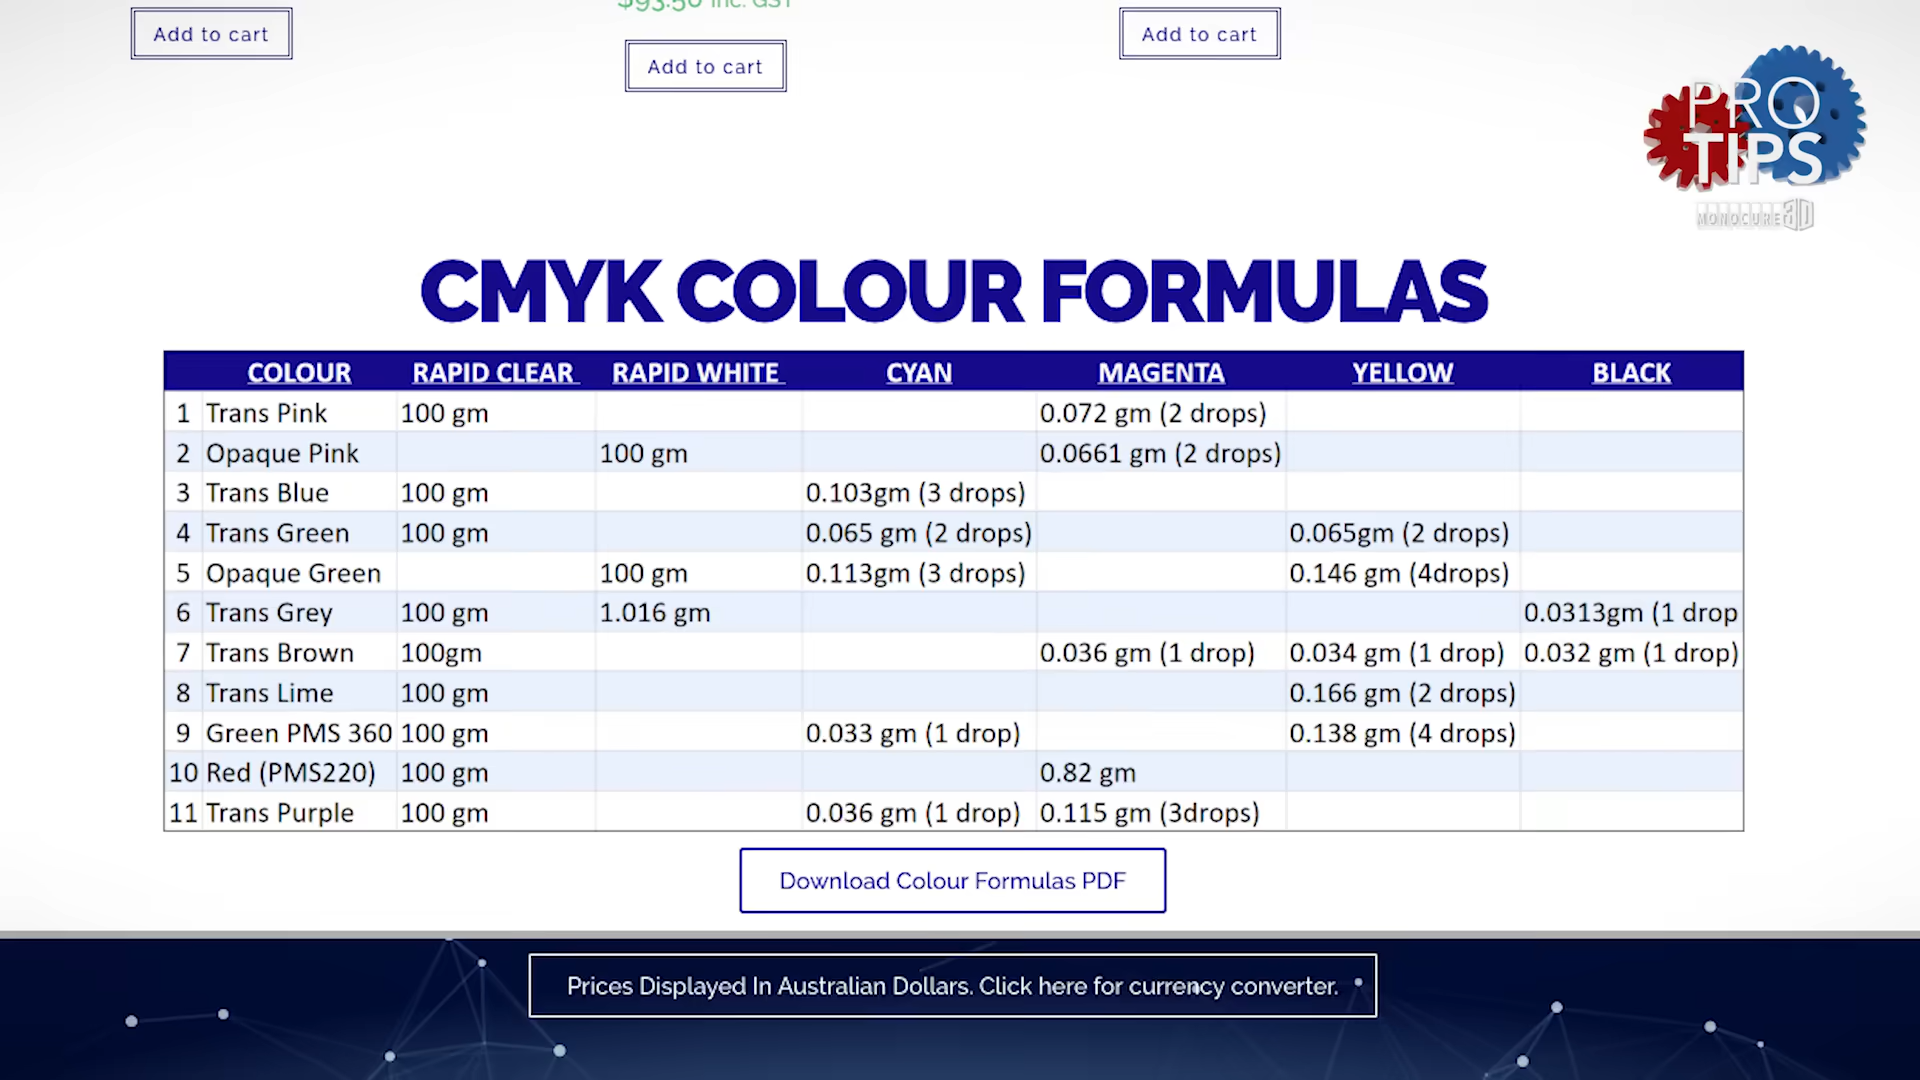 $93.50 inc. GST
Add to cart
Add to cart
Add to cart
PRO
TIPS
MONOCURE3D
CMYK COLOUR FORMULAS
COLOUR RAPID CLEAR RAPID WHITE CYAN MAGENTA YELLOW BLACK
1 Trans Pink 100 gm 0.072 gm (2 drops)
2 Opaque Pink 100 gm 0.0661 gm (2 drops)
3 Trans Blue 100 gm 0.103gm (3 drops)
4 Trans Green 100 gm 0.065 gm (2 drops) 0.065gm (2 drops)
5 Opaque Green 100 gm 0.113gm (3 drops) 0.146 gm (4drops)
6 Trans Grey 100 gm 1.016 gm 0.0313gm (1 drop
7 Trans Brown 100gm 0.036 gm (1 drop) 0.034 gm (1 drop) 0.032 gm (1 drop)
8 Trans Lime 100 gm 0.166 gm (2 drops)
9 Green PMS 360 100 gm 0.033 gm (1 drop) 0.138 gm (4 drops)
10 Red (PMS220) 100 gm 0.82 gm
11 Trans Purple 100 gm 0.036 gm (1 drop) 0.115 gm (3drops)
Download Colour Formulas PDF
Prices Displayed In Australian Dollars. Click here for currency converter.